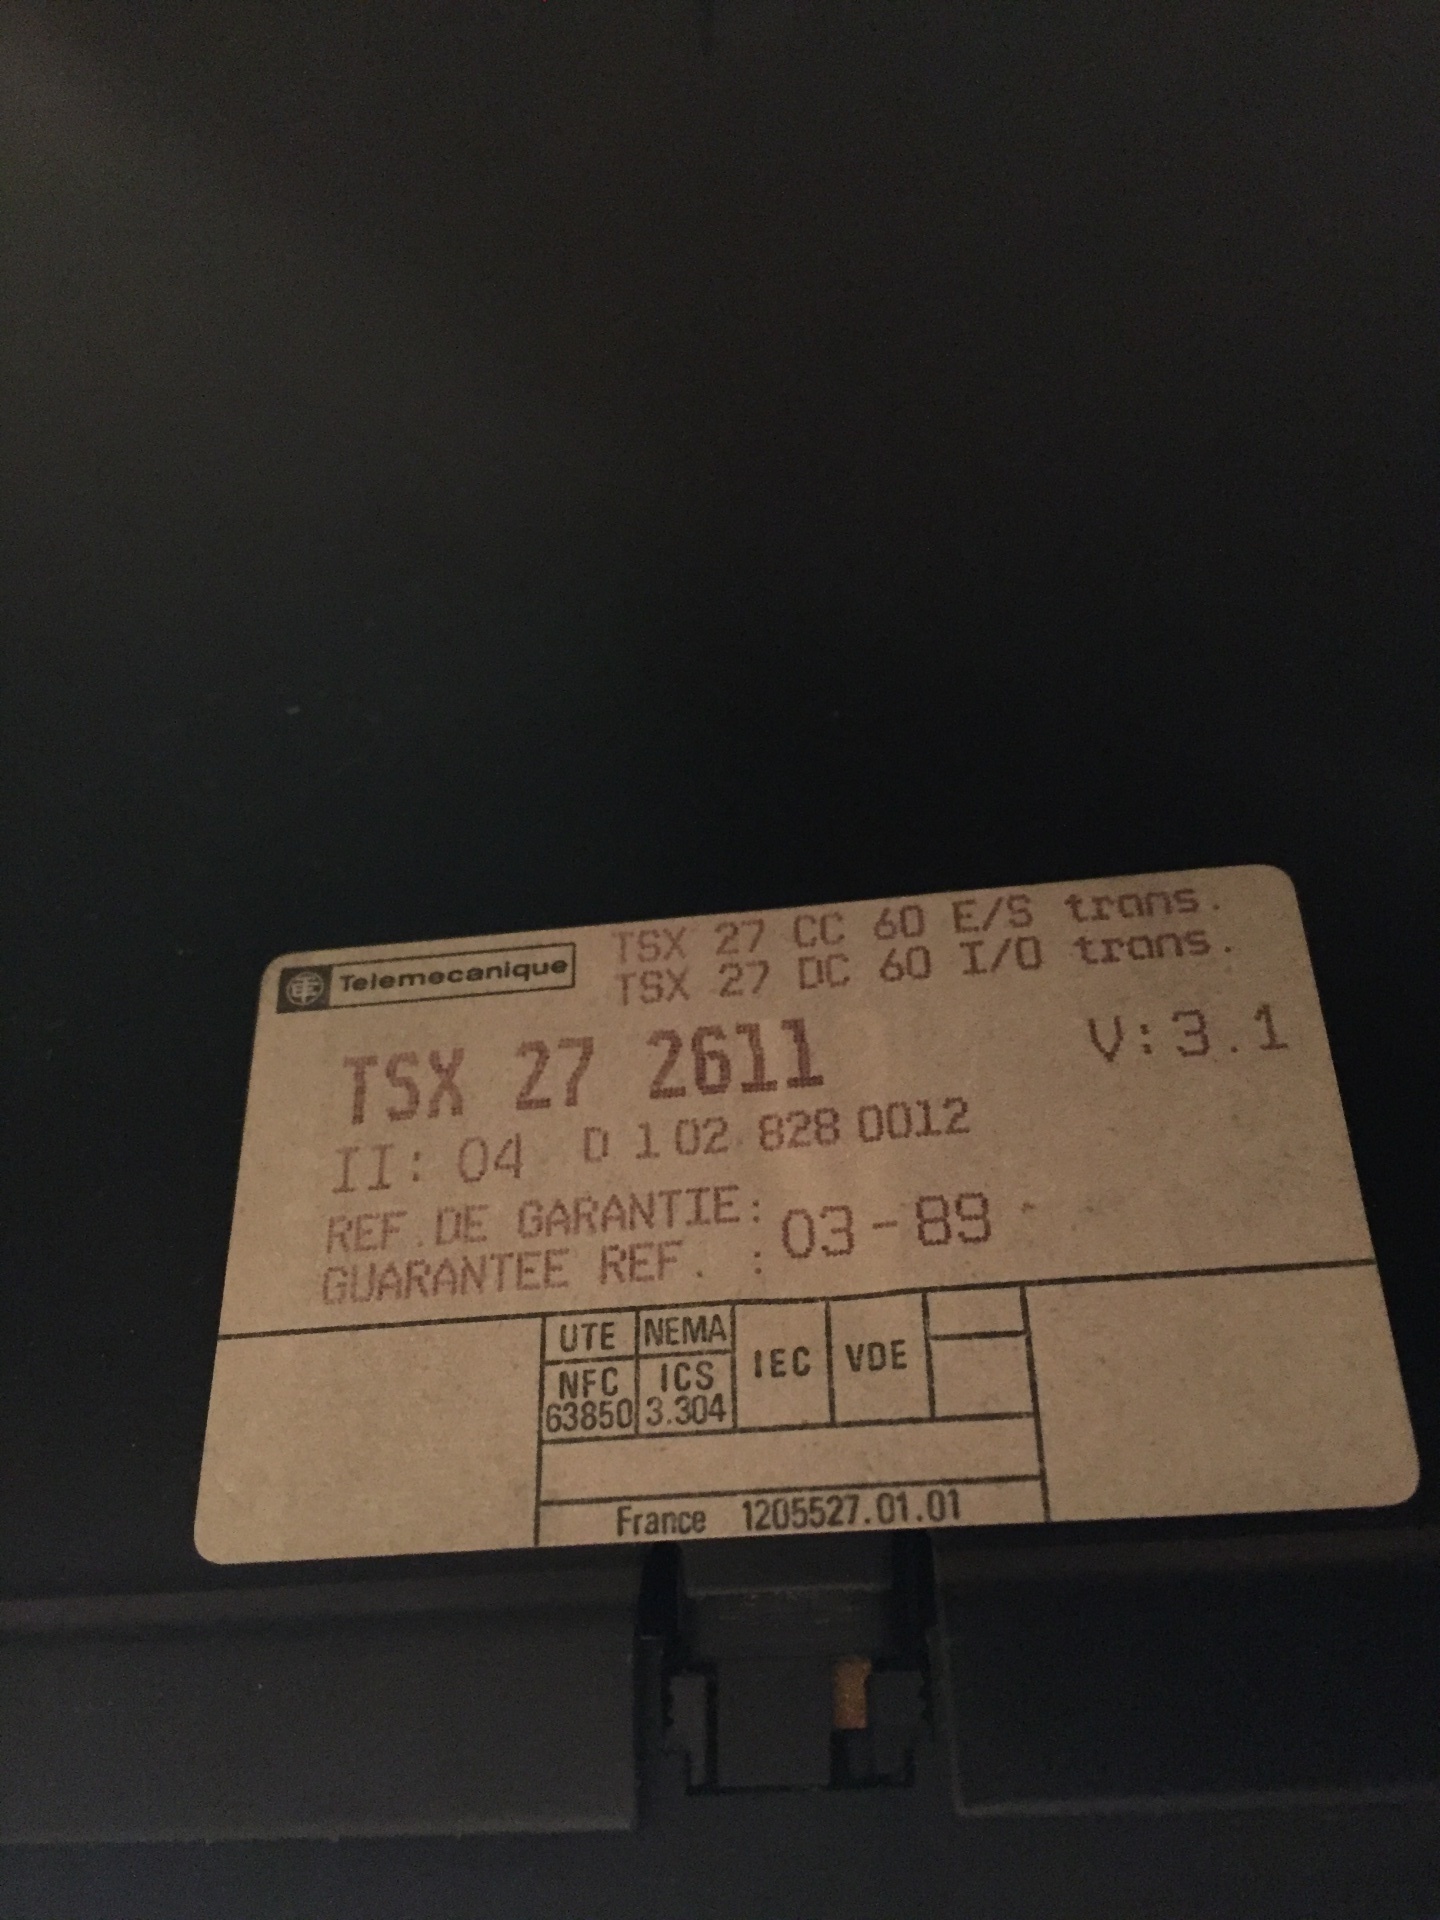 Telemecanique
TSX 27 CC 60 E/S trans.
TSX 27 DC 60 I/O trans.
TSX 27 2611 V:3.1
II: 04 D 102 828 0012
REF.DE GARANTIE:
GUARANTEE REF. : 03-89
UTE NEMA
NFC ICS IEC VDE
63850 3.304
France 1205527.01.01